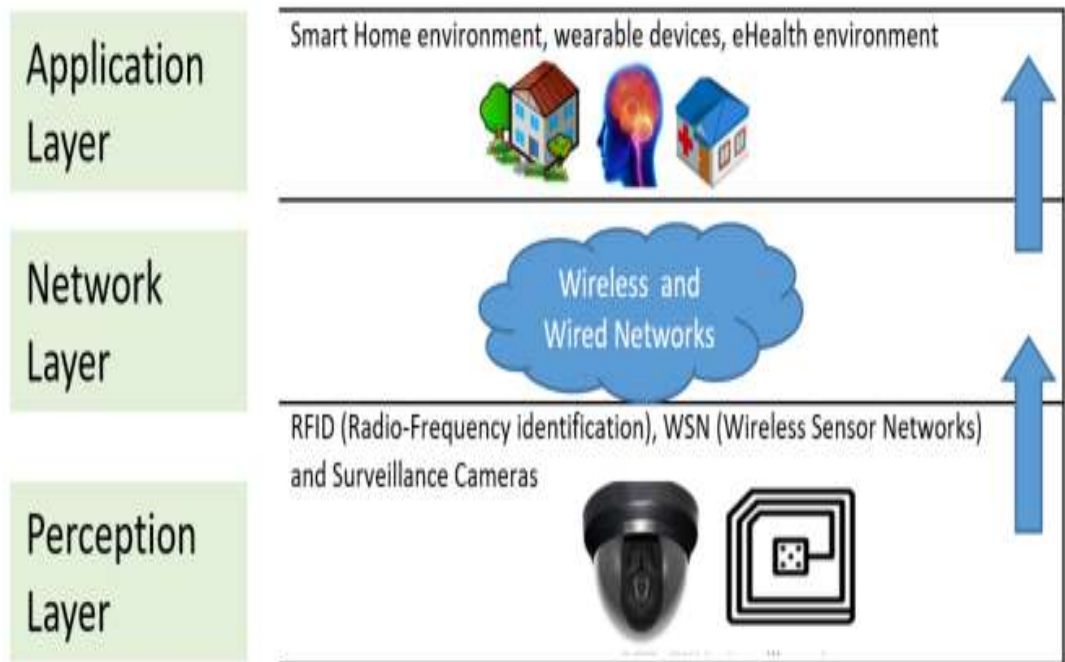 Application
Layer
Smart Home environment, wearable devices, eHealth environment
Network
Layer
Wireless and
Wired Networks
RFID (Radio-Frequency identification), WSN (Wireless Sensor Networks)
and Surveillance Cameras
Perception
Layer